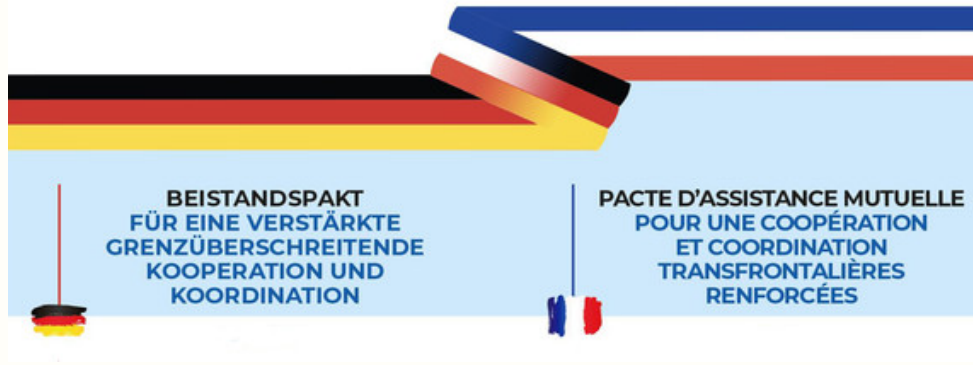 BEISTANDSPAKT
FÜR EINE VERSTÄRKTE
GRENZÜBERSCHREITENDE
KOOPERATION UND
KOORDINATION
PACTE D'ASSISTANCE MUTUELLE
POUR UNE COOPÉRATION
ET COORDINATION
TRANSFRONTALIÈRES
RENFORCÉES